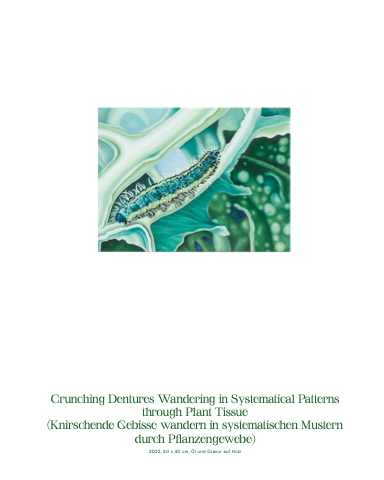 Crunching Dentures Wandering in Systematical Patterns
through Plant Tissue
(Knirschende Gebisse wandern in systematischen Mustern
durch Pflanzengewebe)
2022, 30 x 40 cm, Öl und Gravur auf Holz